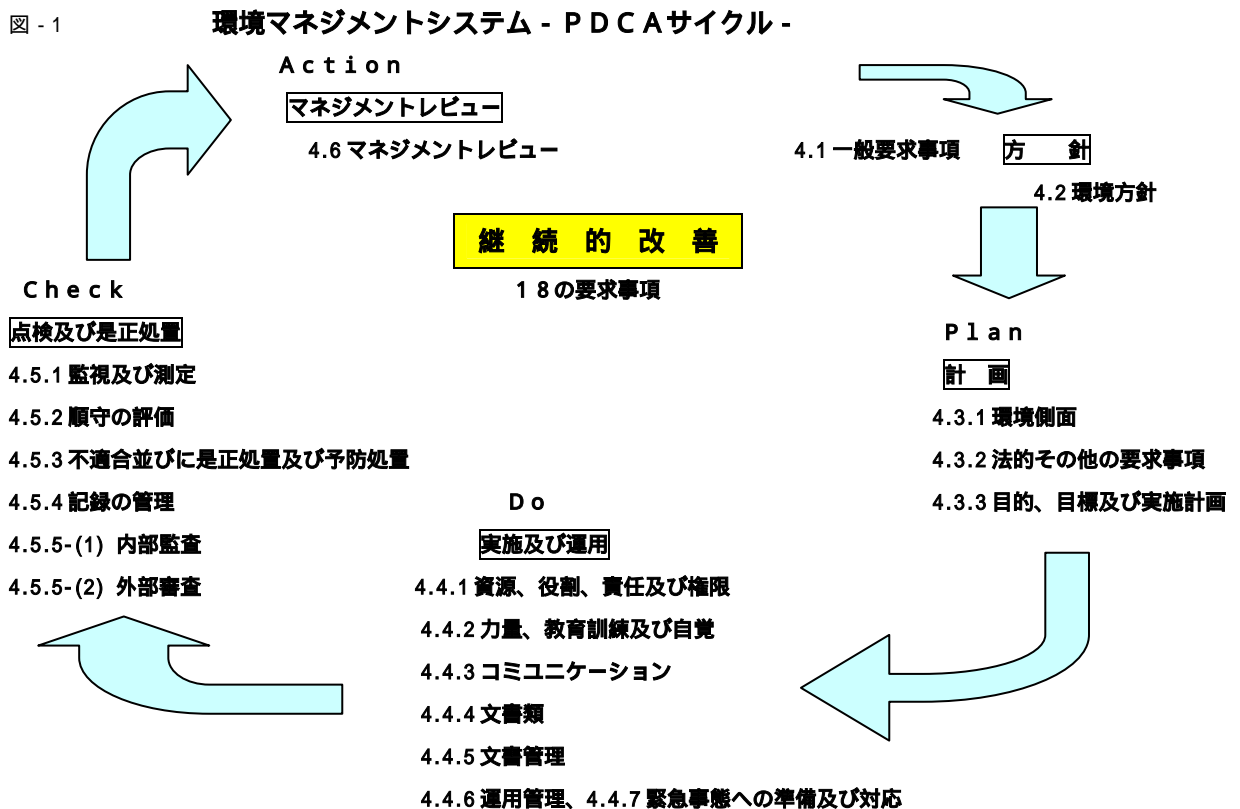 図-1
環境マネジメントシステム-PDCAサイクル-
Action
マネジメントレビュー
4.6マネジメントレビュー
4.1一般要求事項
方 針
4.2環境方針
継続的改善
18の要求事項
Plan
計 画
4.3.1環境側面
4.3.2法的その他の要求事項
4.3.3目的、目標及び実施計画
Do
実施及び運用
4.4.1資源、役割、責任及び権限
4.4.2力量、教育訓練及び自覚
4.4.3コミユニケーション
4.4.4文書類
4.4.5文書管理
4.4.6運用管理、4.4.7緊急事態への準備及び対応
Check
点検及び是正処置
4.5.1監視及び測定
4.5.2順守の評価
4.5.3不適合並びに是正処置及び予防処置
4.5.4記録の管理
4.5.5-(1) 内部監査
4.5.5-(2) 外部審査